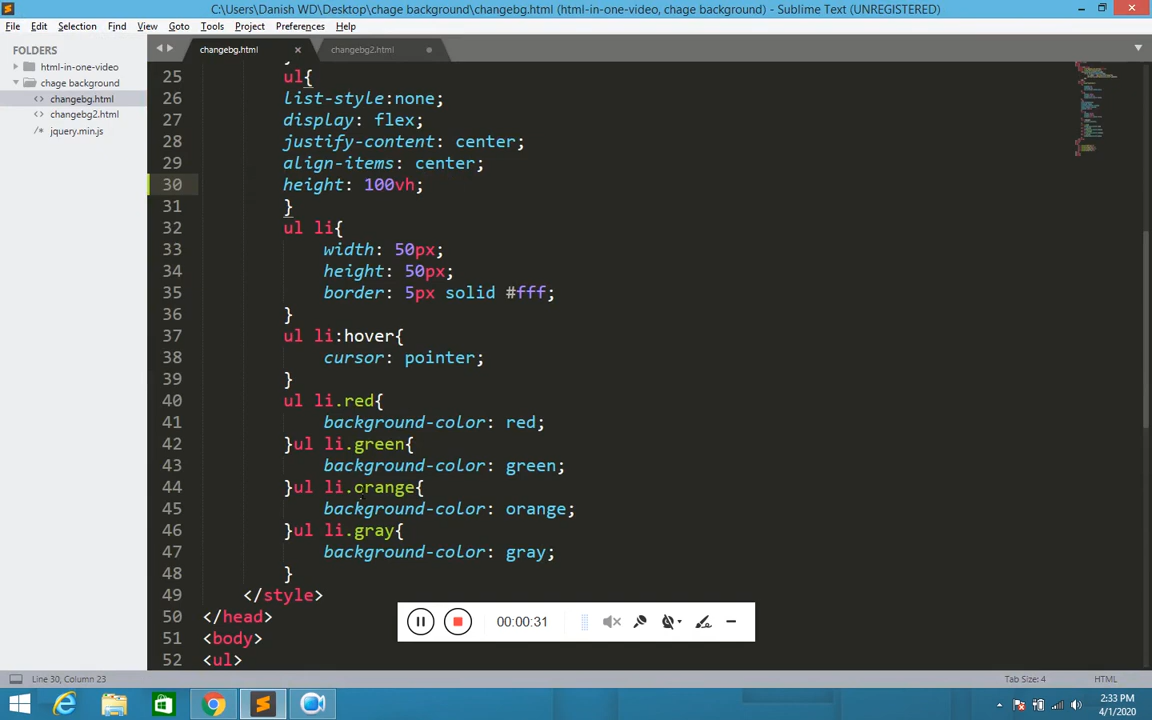 C:\Users\Danish WD\Desktop\chage background\changebg.html (html-in-one-video, chage background) - Sublime Text (UNREGISTERED)
File Edit Selection Find View Goto Tools Project Preferences Help
FOLDERS
html-in-one-video
chage background
changebg.html
changebg2.html
jquery.min.js
changebg.html
changebg2.html
25 ul{
26 list-style:none;
27 display: flex;
28 justify-content: center;
29 align-items: center;
30 height: 100vh;
31 }
32 ul li{
33 width: 50px;
34 height: 50px;
35 border: 5px solid #fff;
36 }
37 ul li:hover{
38 cursor: pointer;
39 }
40 ul li.red{
41 background-color: red;
42 }ul li.green{
43 background-color: green;
44 }ul li.orange{
45 background-color: orange;
46 }ul li.gray{
47 background-color: gray;
48 }
49 </style>
50 </head>
51 <body>
52 <ul>
00:00:31
Line 30, Column 23
Tab Size: 4
HTML
2:33 PM
4/1/2020